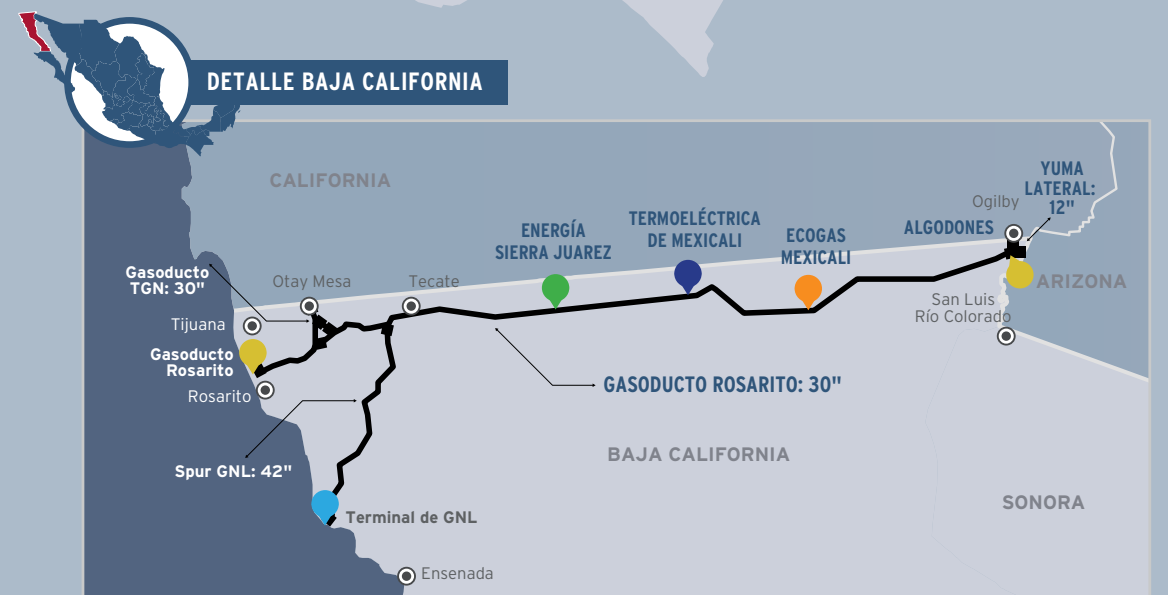 DETALLE BAJA CALIFORNIA
CALIFORNIA
YUMA
LATERAL:
12"
Ogilby
ALGODONES
TERMOELÉCTRICA
DE MEXICALI
ENERGÍA
SIERRA JUAREZ
ECOGAS
MEXICALI
Gasoducto
TGN: 30"
Otay Mesa
Tecate
ARIZONA
San Luis
Río Colorado
Tijuana
Gasoducto
Rosarito
Rosarito
GASODUCTO ROSARITO: 30"
BAJA CALIFORNIA
Spur GNL: 42"
SONORA
Terminal de GNL
Ensenada